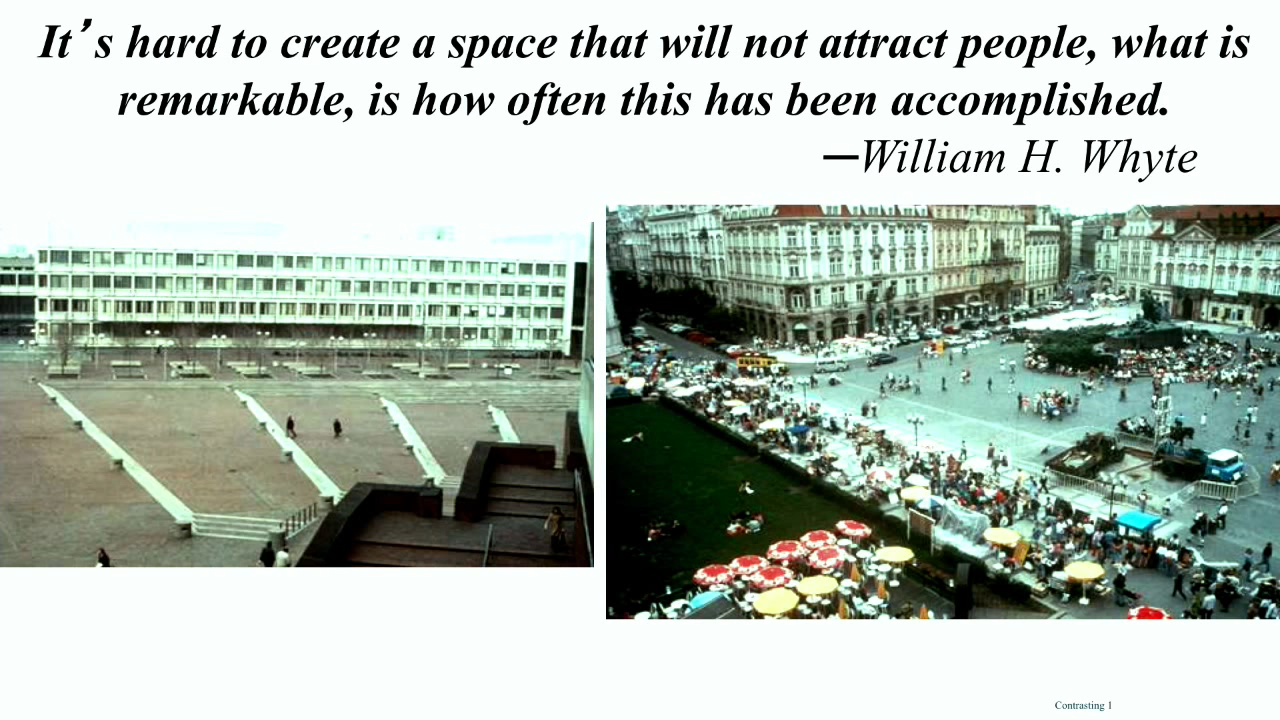 It’s hard to create a space that will not attract people, what is
remarkable, is how often this has been accomplished.
—William H. Whyte
Contrasting 1